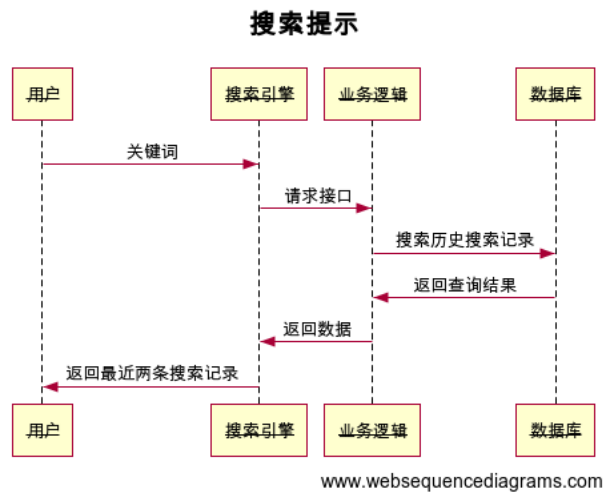 搜索提示
用户 搜索引擎 业务逻辑 数据库
关键词
请求接口
搜索历史搜索记录
返回查询结果
返回数据
返回最近两条搜索记录
用户 搜索引擎 业务逻辑 数据库
www.websequencediagrams.com